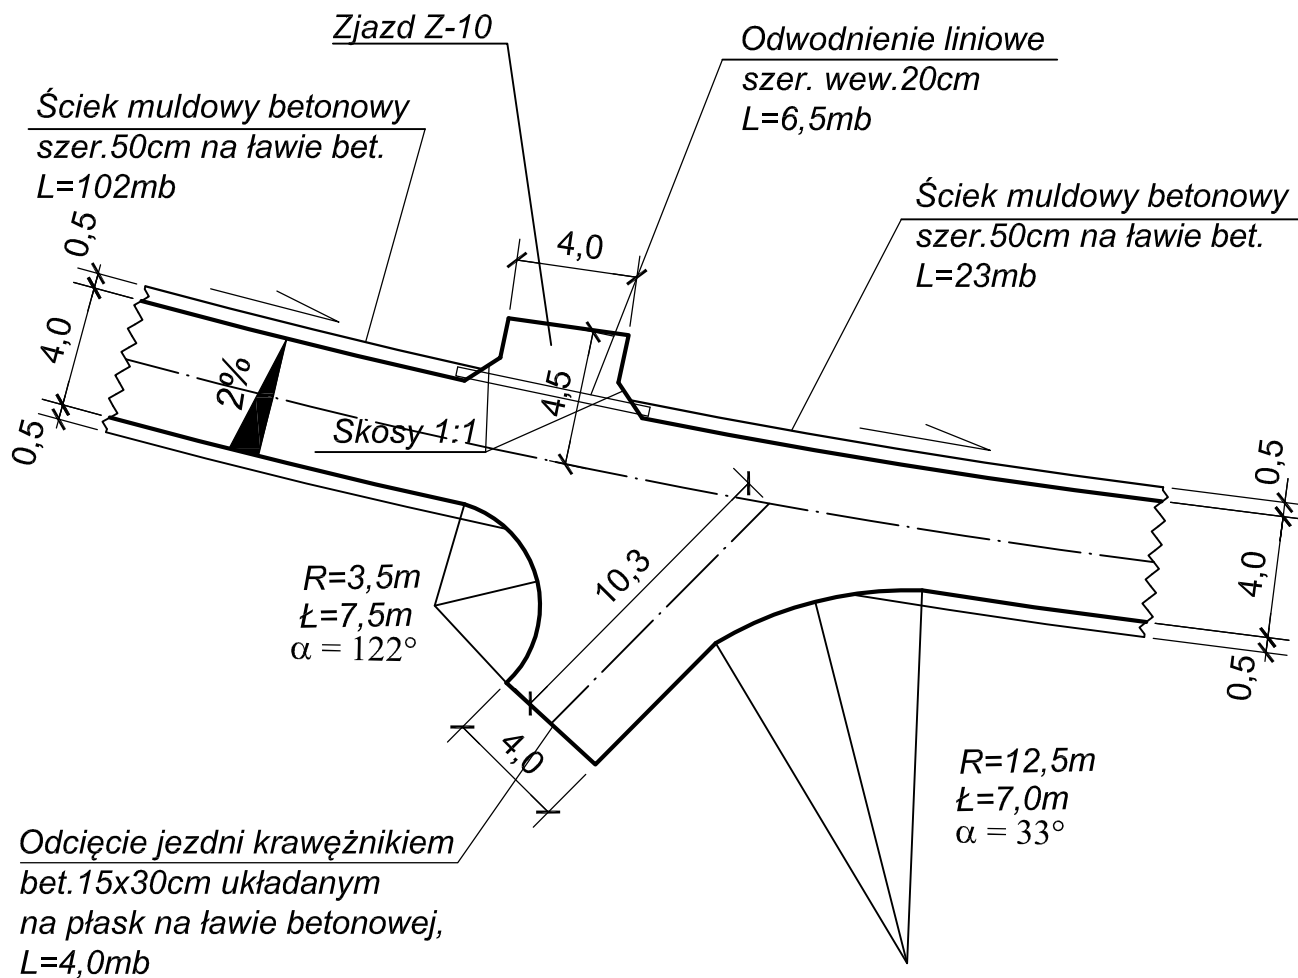 Zjazd Z-10
Odwodnienie liniowe
szer. wew.20cm
L=6,5mb
Ściek muldowy betonowy
szer.50cm na ławie bet.
L=102mb
Ściek muldowy betonowy
szer.50cm na ławie bet.
L=23mb
0,5
4,0
0,5
4,0
2%
4,5
Skosy 1:1
10,3
R=3,5m
Ł=7,5m
α = 122°
0,5
4,0
0,5
4,0
R=12,5m
Ł=7,0m
α = 33°
Odcięcie jezdni krawężnikiem
bet.15x30cm układanym
na płask na ławie betonowej,
L=4,0mb